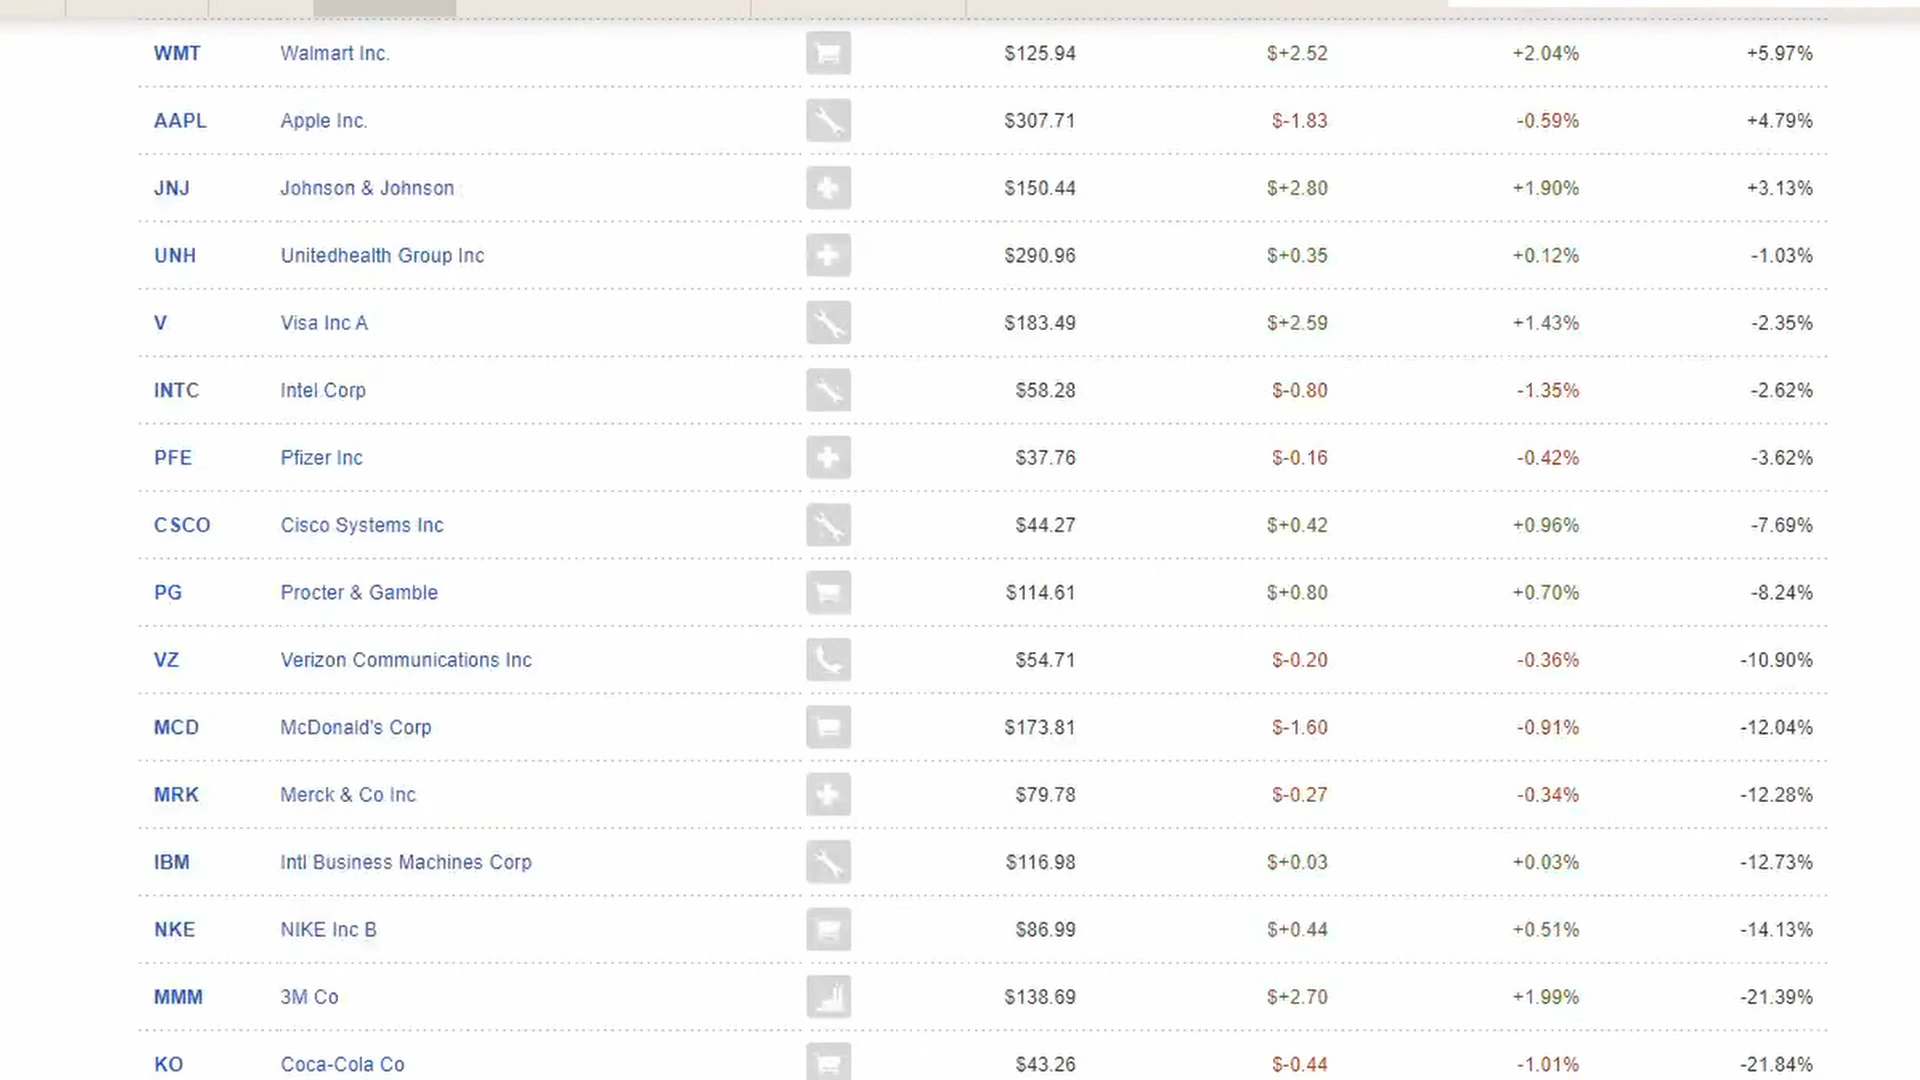 WMT Walmart Inc. $125.94 $+2.52 +2.04% +5.97%
AAPL Apple Inc. $307.71 $-1.83 -0.59% +4.79%
JNJ Johnson & Johnson $150.44 $+2.80 +1.90% +3.13%
UNH Unitedhealth Group Inc $290.96 $+0.35 +0.12% -1.03%
V Visa Inc A $183.49 $+2.59 +1.43% -2.35%
INTC Intel Corp $58.28 $-0.80 -1.35% -2.62%
PFE Pfizer Inc $37.76 $-0.16 -0.42% -3.62%
CSCO Cisco Systems Inc $44.27 $+0.42 +0.96% -7.69%
PG Procter & Gamble $114.61 $+0.80 +0.70% -8.24%
VZ Verizon Communications Inc $54.71 $-0.20 -0.36% -10.90%
MCD McDonald's Corp $173.81 $-1.60 -0.91% -12.04%
MRK Merck & Co Inc $79.78 $-0.27 -0.34% -12.28%
IBM Intl Business Machines Corp $116.98 $+0.03 +0.03% -12.73%
NKE NIKE Inc B $86.99 $+0.44 +0.51% -14.13%
MMM 3M Co $138.69 $+2.70 +1.99% -21.39%
KO Coca-Cola Co $43.26 $-0.44 -1.01% -21.84%